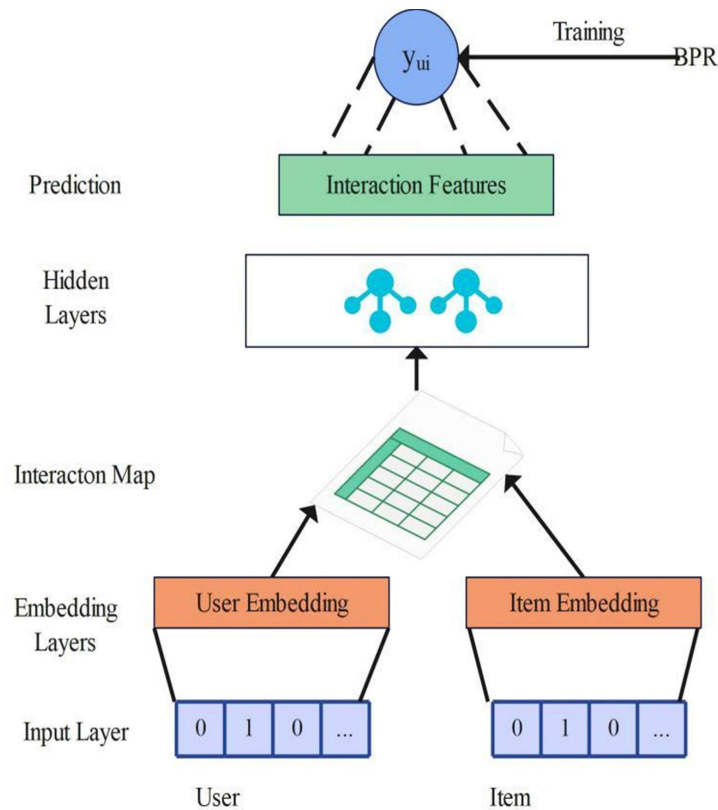 Training
y_ui
BPR
Prediction
Interaction Features
Hidden
Layers
Interacton Map
Embedding
Layers
User Embedding
Item Embedding
Input Layer
0 1 0 ...
0 1 0 ...
User
Item